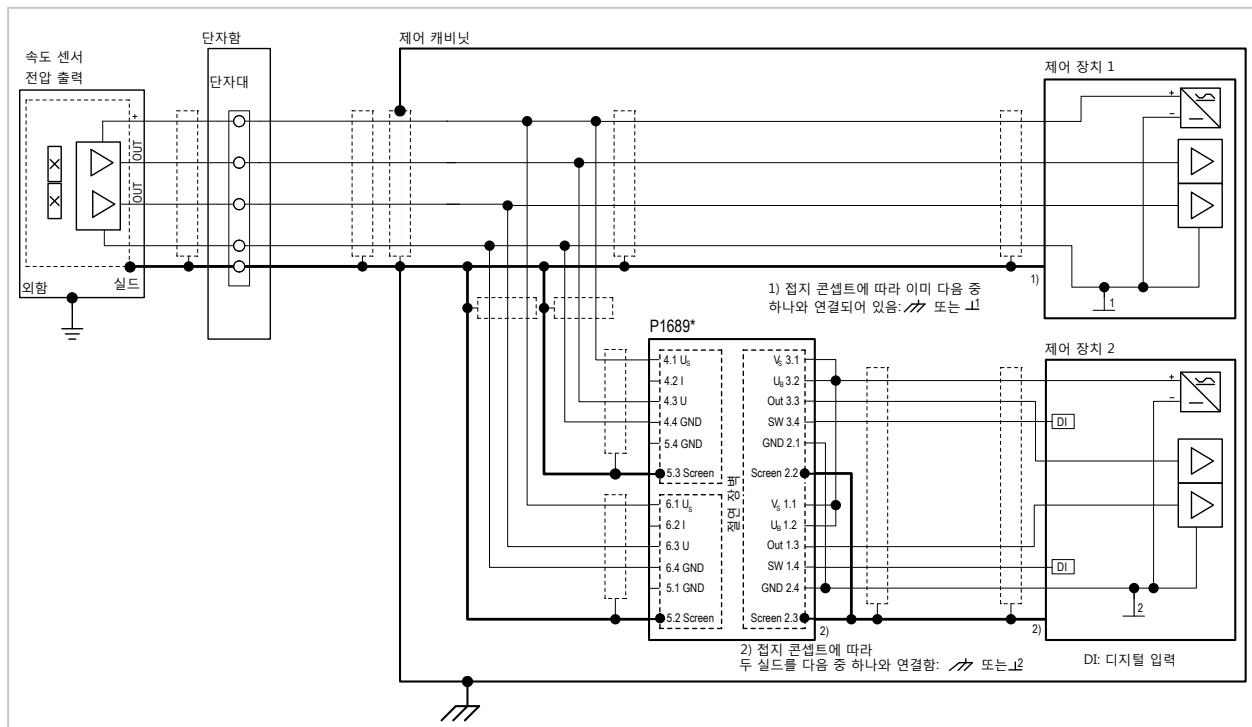 단자함
제어 캐비닛
속도 센서
전압 출력
단자대
제어 장치 1
+
OUT
OUT
+
−
외함
실드
1)
1
1) 접지 콘셉트에 따라 이미 다음 중
하나와 연결되어 있음: 또는 1
P1689*
제어 장치 2
4.1 US
4.2 I
4.3 U
4.4 GND
5.4 GND
5.3 Screen
6.1 US
6.2 I
6.3 U
6.4 GND
5.1 GND
5.2 Screen
절연 장벽
VS 3.1
UB 3.2
Out 3.3
SW 3.4
GND 2.1
Screen 2.2
VS 1.1
UB 1.2
Out 1.3
SW 1.4
GND 2.4
Screen 2.3
+
−
DI
DI
2
2)
2)
2) 접지 콘셉트에 따라
두 실드를 다음 중 하나와 연결함: 또는 2
DI: 디지털 입력